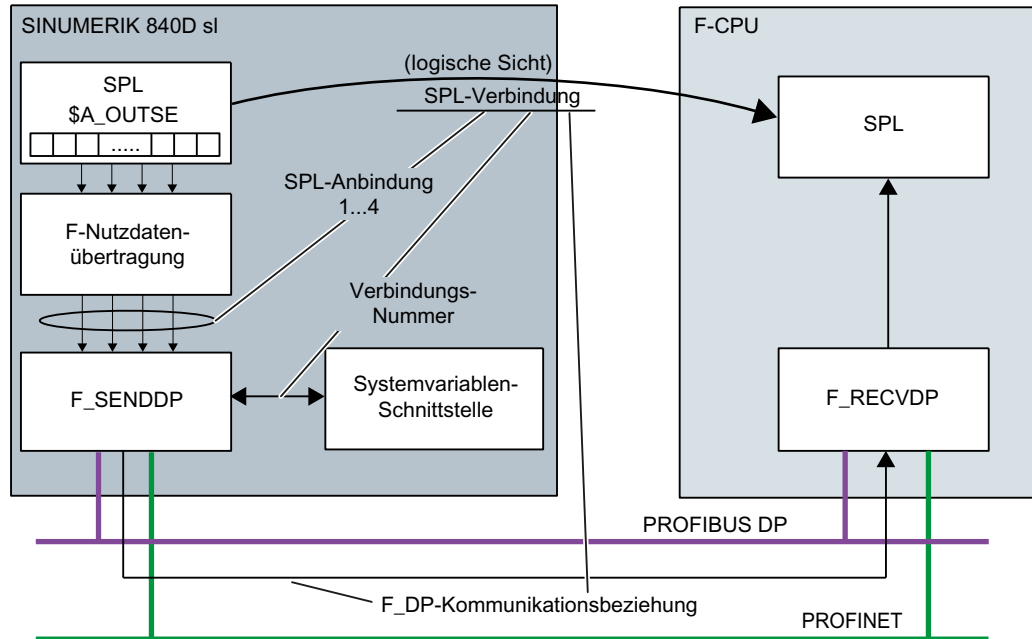 SINUMERIK 840D sl
F-CPU
SPL
$A_OUTSE
.....
(logische Sicht)
SPL-Verbindung
SPL
SPL-Anbindung
1...4
F-Nutzdaten-
übertragung
Verbindungs-
Nummer
F_SENDDP
Systemvariablen-
Schnittstelle
F_RECVDP
PROFIBUS DP
F_DP-Kommunikationsbeziehung
PROFINET